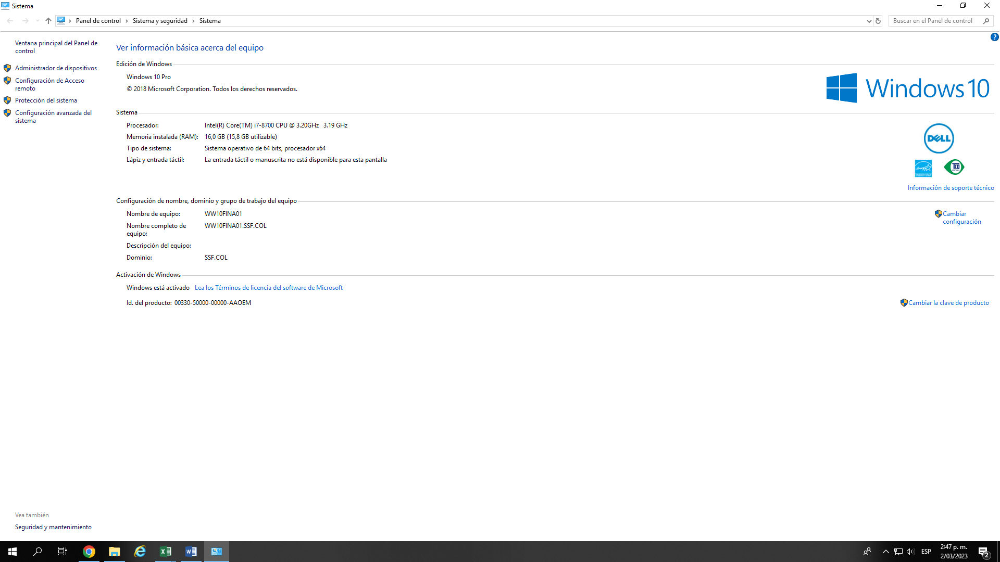 Sistema
Panel de control
Sistema y seguridad
Sistema
Buscar en el Panel de control
Ventana principal del Panel de
control
Administrador de dispositivos
Configuración de Acceso
remoto
Protección del sistema
Configuración avanzada del
sistema
Ver información básica acerca del equipo
Edición de Windows
Windows 10 Pro
© 2018 Microsoft Corporation. Todos los derechos reservados.
Windows 10
Sistema
Procesador: Intel(R) Core(TM) i7-8700 CPU @ 3.20GHz 3.19 GHz
Memoria instalada (RAM): 16,0 GB (15,8 GB utilizable)
Tipo de sistema: Sistema operativo de 64 bits, procesador x64
Lápiz y entrada táctil: La entrada táctil o manuscrita no está disponible para esta pantalla
DELL
ENERGY STAR
TCO
Información de soporte técnico
Configuración de nombre, dominio y grupo de trabajo del equipo
Nombre de equipo: WW10FINA01
Cambiar
configuración
Nombre completo de
equipo: WW10FINA01.SSF.COL
Descripción del equipo:
Dominio: SSF.COL
Activación de Windows
Windows está activado Lea los Términos de licencia del software de Microsoft
Id. del producto: 00330-50000-00000-AAOEM
Cambiar la clave de producto
Vea también
Seguridad y mantenimiento
ESP
2:47 p. m.
2/03/2023
2